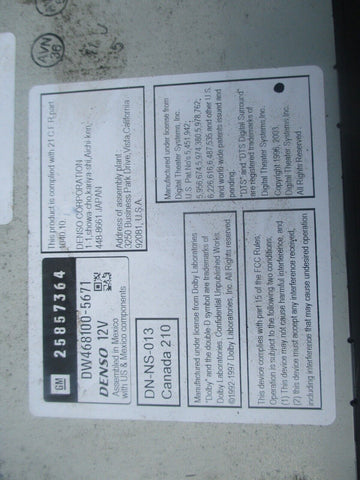 AVN
36
This product is complied with 21 C.F.R. part
DENSO CORPORATION
1-1, showa-cho, kariya-shi, Aichi-ken,
448-8661 JAPAN
Address of assembly plant:
3250 Business Park Drive, Vista, California
92081 U.S.A.
GM
25857364
DW468100-5671
DENSO 12V
Assembled in Mexico
with US & Mexico components
DN-NS-013
Canada 210
Manufactured under license from
Digital Theater Systems, Inc.
U.S. Pat. No's 5,451,942;
5,956,674; 5,974,380; 5,978,762;
6,226,616; 6,487,535 and other U.S.
and world-wide patents issued and
pending.
"DTS" and "DTS Digital Surround"
are registered trademarks of
Digital Theater Systems, Inc.
Copyright 1996, 2003
Digital Theater Systems, Inc.
All Rights Reserved.
Manufactured under license from Dolby Laboratories.
"Dolby" and the double-D symbol are trademarks of
Dolby Laboratories. Confidential Unpublished Works.
©1992-1997 Dolby Laboratories, Inc. All rights reserved.
This device complies with part 15 of the FCC Rules.
Operation is subject to the following two conditions:
(1) This device may not cause harmful interference, and
(2) this device must accept any interference received,
including interference that may cause undesired operation